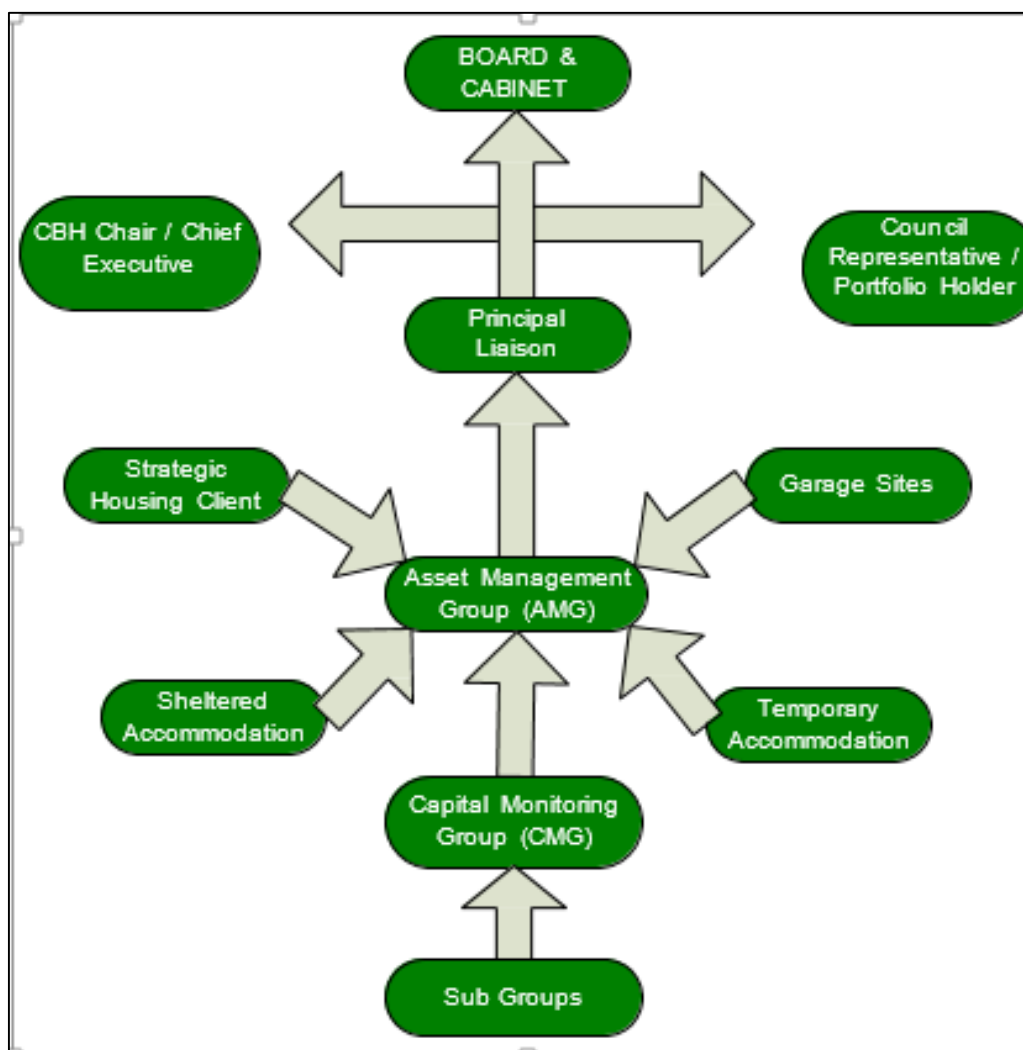 BOARD &
CABINET
CBH Chair / Chief
Executive
Council
Representative /
Portfolio Holder
Principal
Liaison
Strategic
Housing Client
Garage Sites
Asset Management
Group (AMG)
Sheltered
Accommodation
Temporary
Accommodation
Capital Monitoring
Group (CMG)
Sub Groups